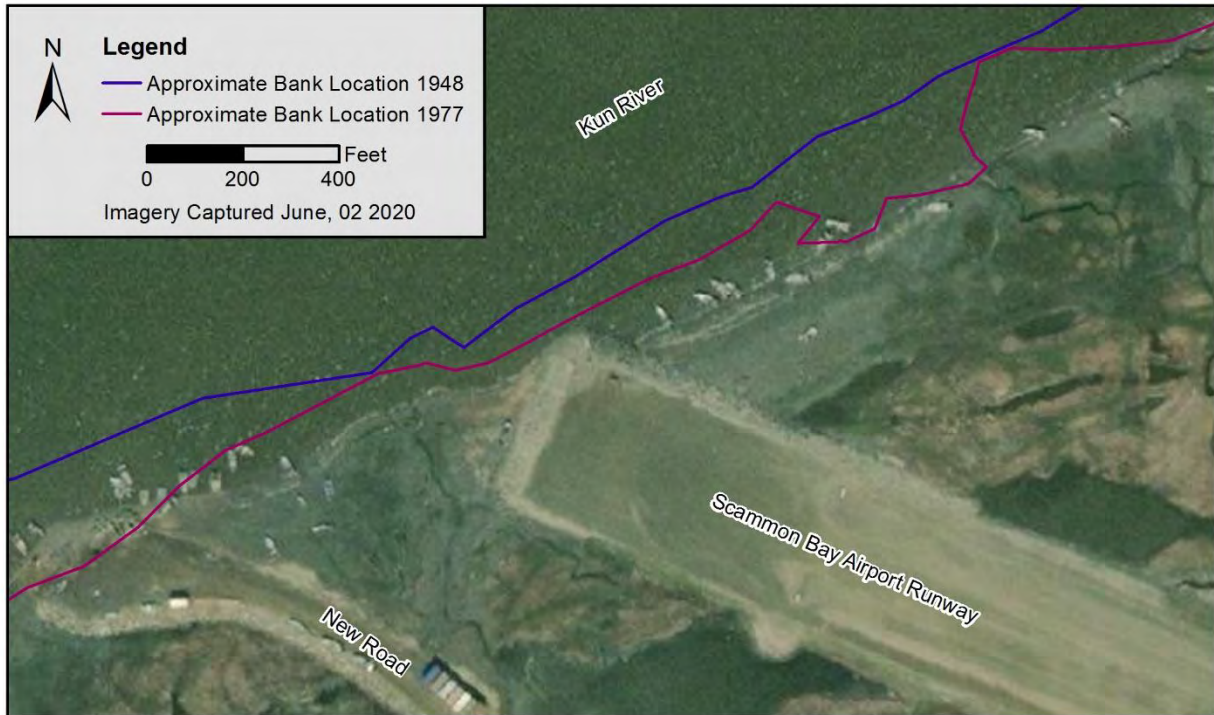 N
Legend
Approximate Bank Location 1948
Approximate Bank Location 1977
Feet
0 200 400
Imagery Captured June, 02 2020
Kun River
Scammon Bay Airport Runway
New Road